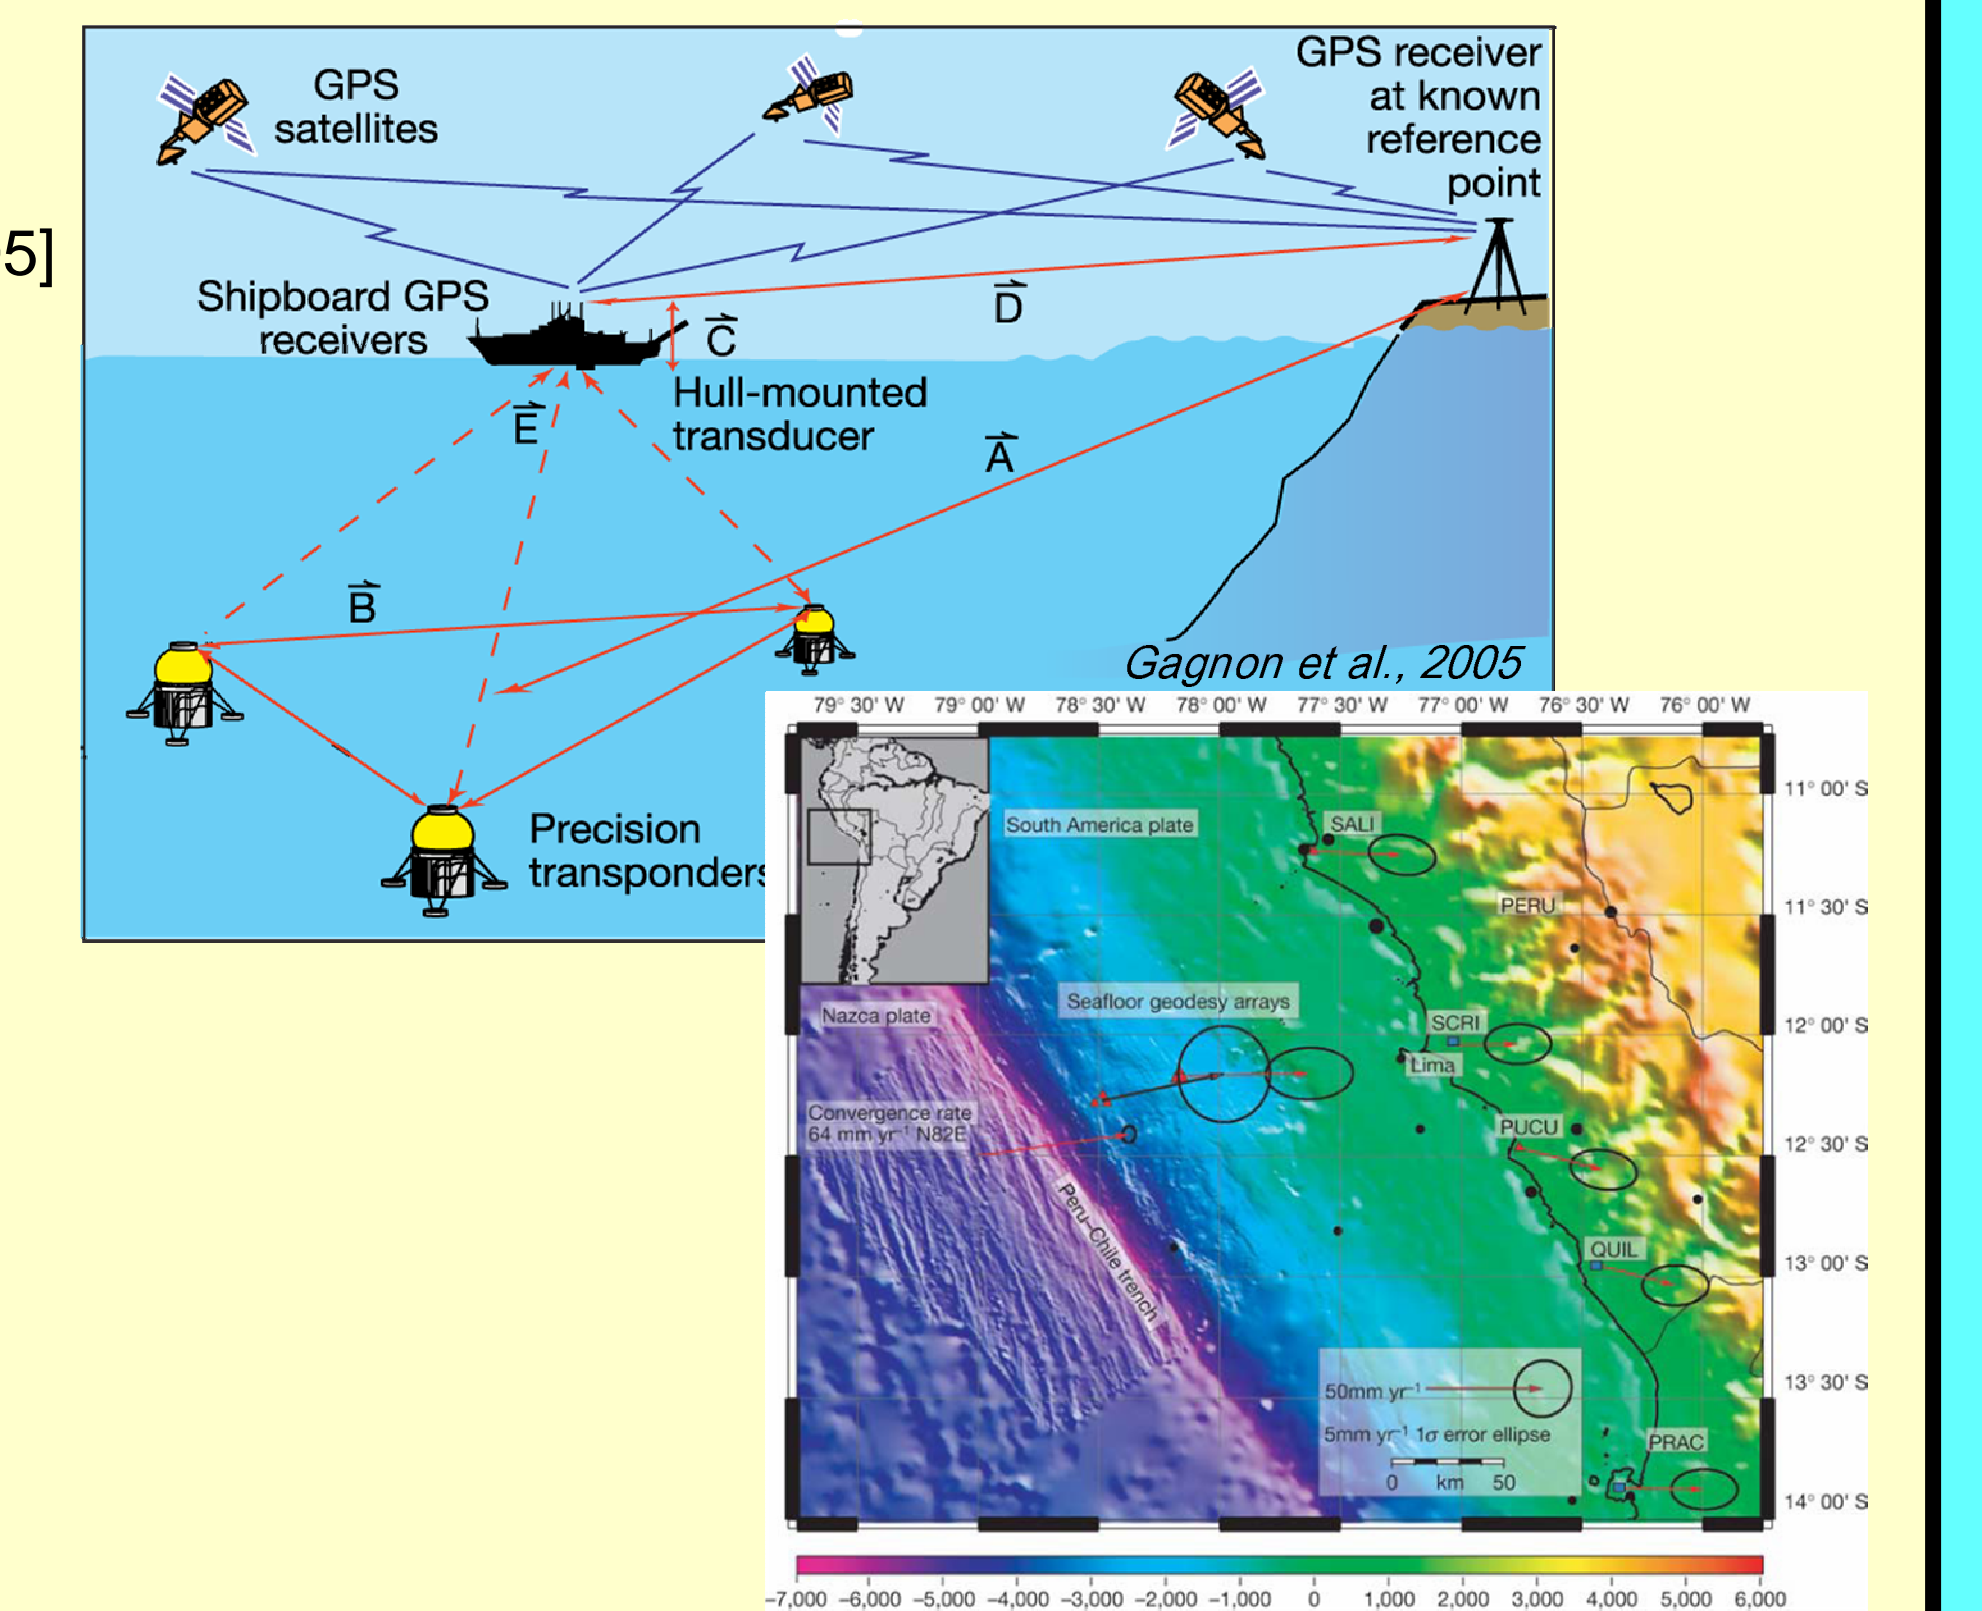 5]
GPS
satellites
GPS receiver
at known
reference
point
Shipboard GPS
receivers
D
C
Hull-mounted
transducer
E
A
B
Precision
transponders
Gagnon et al., 2005
79° 30' W 79° 00' W 78° 30' W 78° 00' W 77° 30' W 77° 00' W 76° 30' W 76° 00' W
South America plate
SALI
11° 00' S
PERU
11° 30' S
Seafloor geodesy arrays
Nazca plate
SCRI
12° 00' S
Lima
Convergence rate
64 mm yr⁻¹ N82E
PUCU
12° 30' S
Peru–Chile trench
QUIL
13° 00' S
50mm yr⁻¹
13° 30' S
5mm yr⁻¹ 1σ error ellipse
0 km 50
PRAC
14° 00' S
–7,000 –6,000 –5,000 –4,000 –3,000 –2,000 –1,000 0 1,000 2,000 3,000 4,000 5,000 6,000